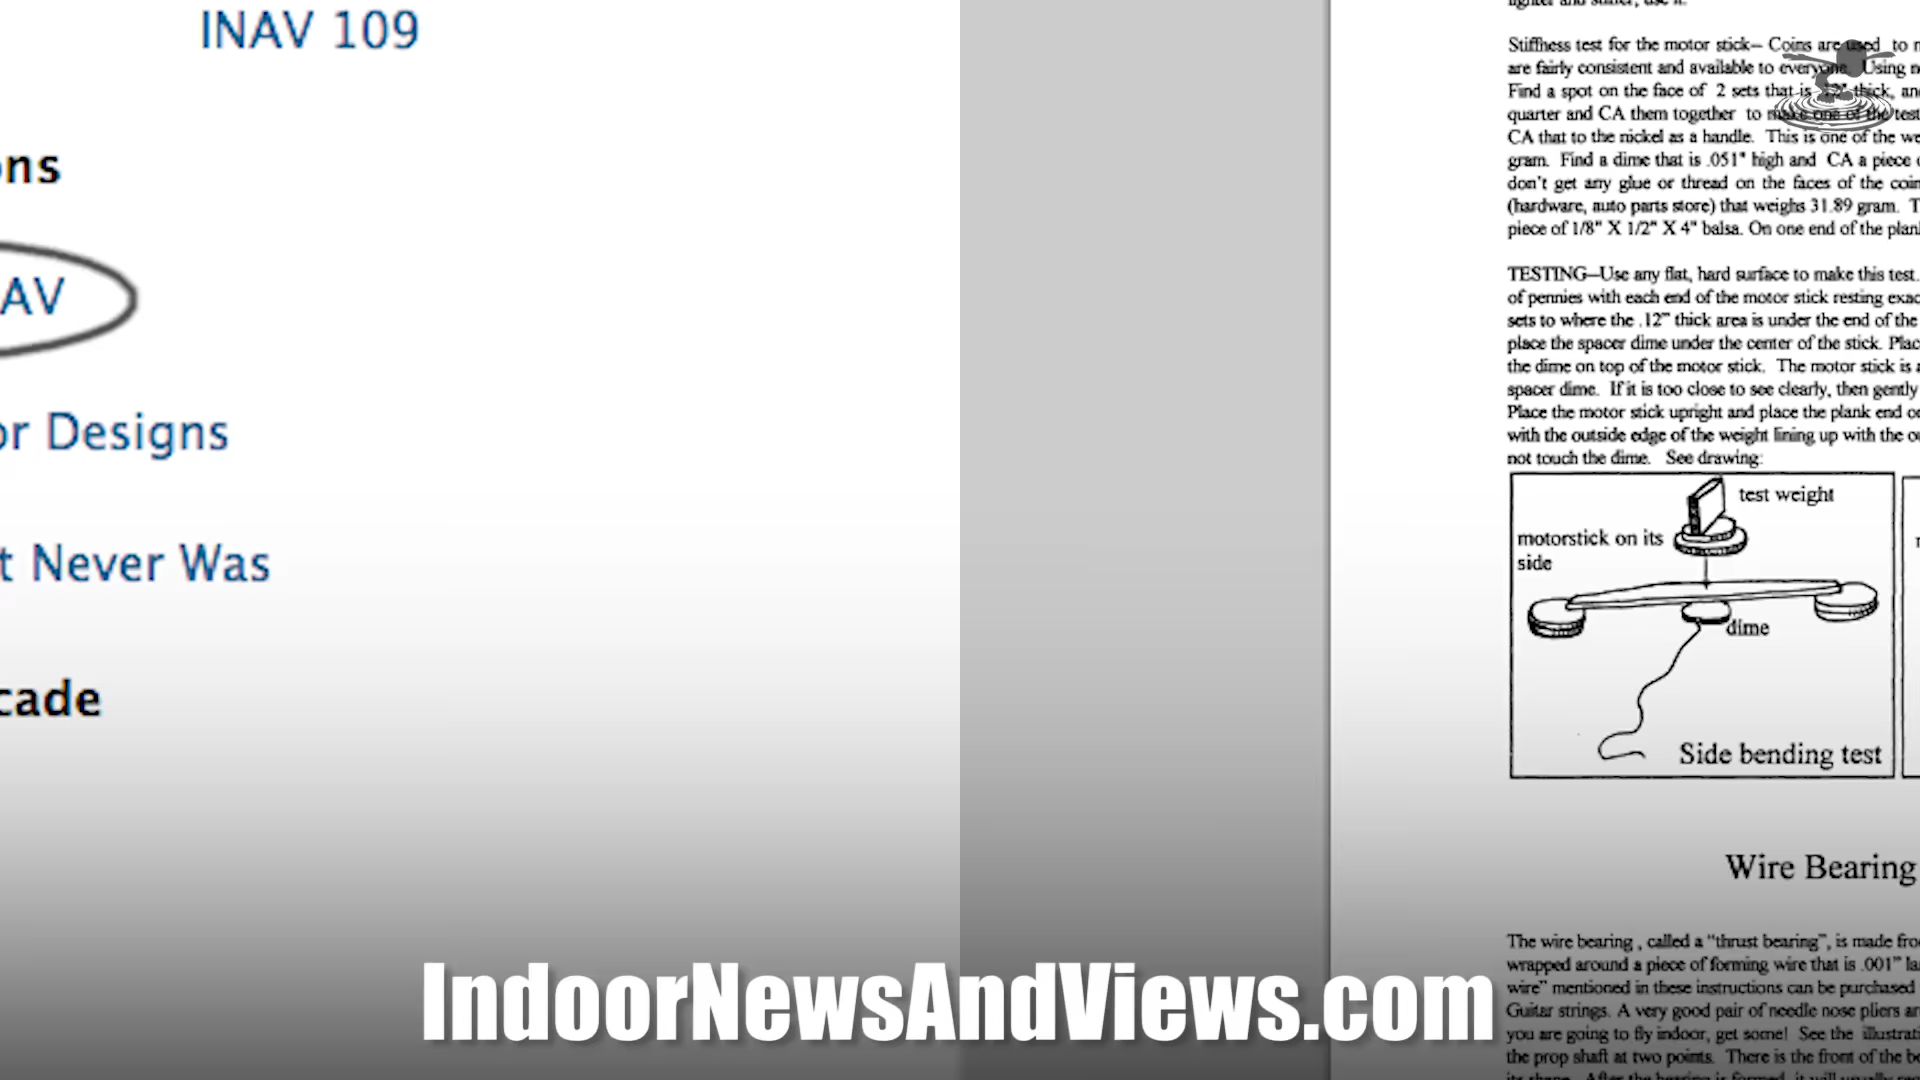 INAV 109
ons
AV
or Designs
t Never Was
cade
Stiffness test for the motor stick– Coins are used to
are fairly consistent and available to everyone. Using
Find a spot on the face of 2 sets that is .12" thick,
quarter and CA them together to make one of the test
CA that to the nickel as a handle. This is one of the
gram. Find a dime that is .051" high and CA a piece
don't get any glue or thread on the faces of the
(hardware, auto parts store) that weighs 31.89 gram.
piece of 1/8" X 1/2" X 4" balsa. On one end of the
TESTING–Use any flat, hard surface to make this test.
of pennies with each end of the motor stick resting
sets to where the .12" thick area is under the end of the
place the spacer dime under the center of the stick.
the dime on top of the motor stick. The motor stick is
spacer dime. If it is too close to see clearly, then gently
Place the motor stick upright and place the plank end
with the outside edge of the weight lining up with the
not touch the dime. See drawing:
test weight
motorstick on its
side
dime
Side bending test
Wire Bearing
The wire bearing , called a "thrust bearing", is made
wrapped around a piece of forming wire that is .001"
wire" mentioned in these instructions can be purchased
Guitar strings. A very good pair of needle nose pliers
you are going to fly indoor, get some! See the
the prop shaft at two points. There is the front of the
IndoorNewsAndViews.com